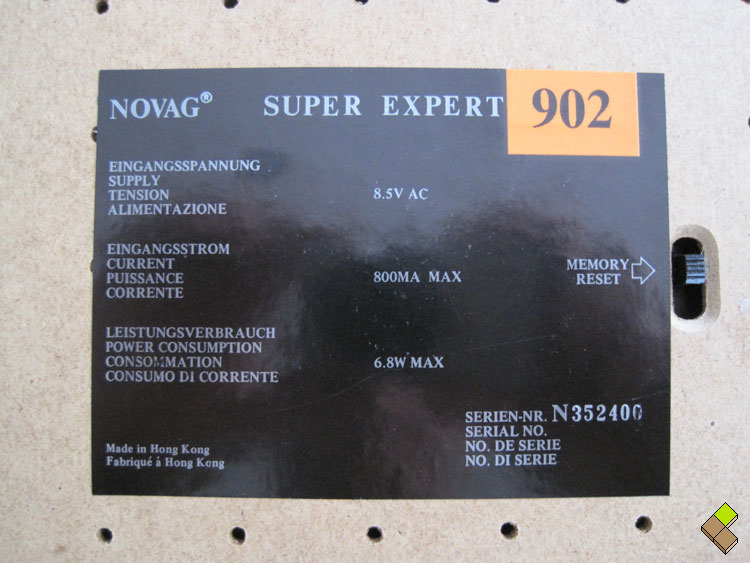 NOVAG® SUPER EXPERT 902
EINGANGSSPANNUNG
SUPPLY
TENSION 8.5V AC
ALIMENTAZIONE
EINGANGSSTROM
CURRENT
PUISSANCE 800MA MAX
CORRENTE
MEMORY
RESET
LEISTUNGSVERBRAUCH
POWER CONSUMPTION
CONSOMMATION 6.8W MAX
CONSUMO DI CORRENTE
SERIEN-NR. N352400
SERIAL NO.
NO. DE SERIE
NO. DI SERIE
Made in Hong Kong
Fabriqué à Hong Kong